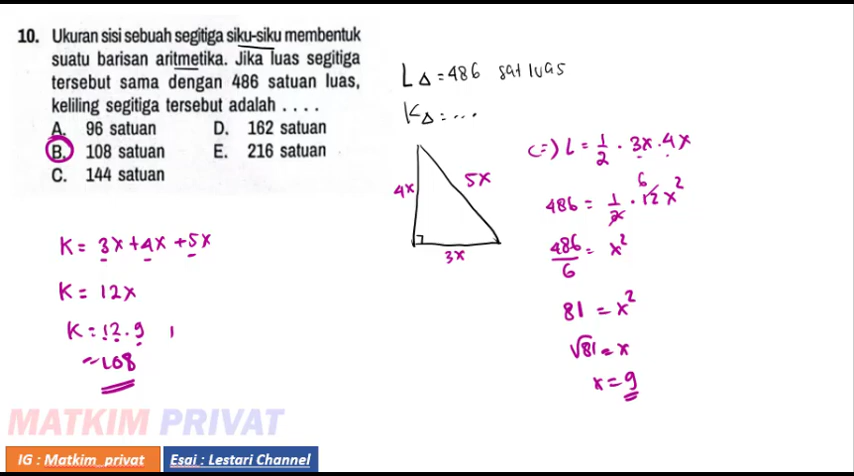 10. Ukuran sisi sebuah segitiga siku-siku membentuk
suatu barisan aritmetika. Jika luas segitiga
tersebut sama dengan 486 satuan luas,
keliling segitiga tersebut adalah . . . .
A. 96 satuan D. 162 satuan
B. 108 satuan E. 216 satuan
C. 144 satuan
L△ = 486 sat luas
K△ = ...
4x
5x
3x
(=) L = 1/2 · 3x · 4x
486 = 1/2 · 12x² 6
486/6 = x²
81 = x²
√81 = x
x = 9
K = 3x + 4x + 5x
K = 12x
K = 12 . 9
= 108
MATKIM PRIVAT
IG : Matkim_privat
Esai : Lestari Channel